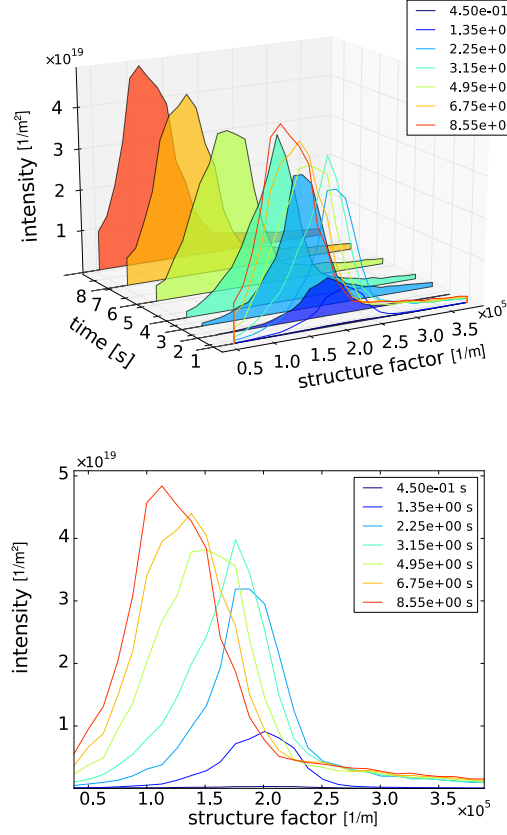 4.50e-01
1.35e+0
2.25e+0
3.15e+0
4.95e+0
6.75e+0
8.55e+0
×10¹⁹
4
3
2
1
intensity [1/m²]
8
7
6
5
4
3
2
1
time [s]
0.5
1.0
1.5
2.0
2.5
3.0
3.5
×10⁵
structure factor [1/m]
×10¹⁹
5
4
3
2
1
intensity [1/m²]
4.50e-01 s
1.35e+00 s
2.25e+00 s
3.15e+00 s
4.95e+00 s
6.75e+00 s
8.55e+00 s
0.5
1.0
1.5
2.0
2.5
3.0
3.5
×10⁵
structure factor [1/m]